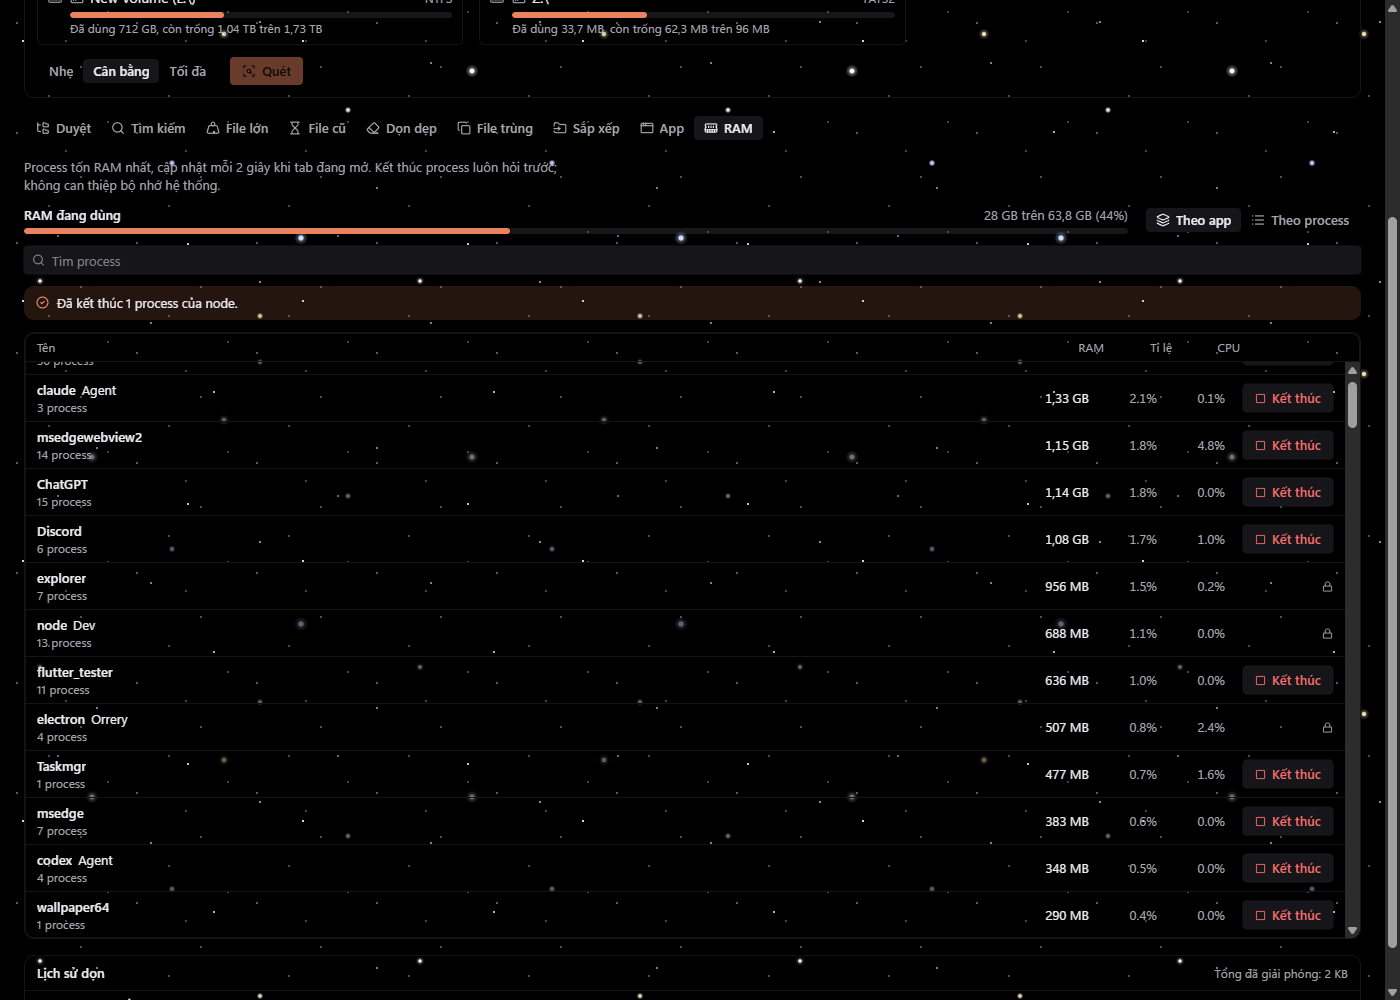 Đã dùng 712 GB, còn trống 1,04 TB trên 1,73 TB
Đã dùng 33,7 MB, còn trống 62,3 MB trên 96 MB
Nhẹ Cân bằng Tối đa Quét
Duyệt Tìm kiếm File lớn File cũ Dọn dẹp File trùng Sắp xếp App RAM
Process tốn RAM nhất, cập nhật mỗi 2 giây khi tab đang mở. Kết thúc process luôn hỏi trước;
không can thiệp bộ nhớ hệ thống.
RAM đang dùng 28 GB trên 63,8 GB (44%) Theo app Theo process
Tìm process
Đã kết thúc 1 process của node.
Tên RAM Tỉ lệ CPU
claude Agent
3 process
1,33 GB 2.1% 0.1% Kết thúc
msedgewebview2
14 process
1,15 GB 1.8% 4.8% Kết thúc
ChatGPT
15 process
1,14 GB 1.8% 0.0% Kết thúc
Discord
6 process
1,08 GB 1.7% 1.0% Kết thúc
explorer
7 process
956 MB 1.5% 0.2%
node Dev
13 process
688 MB 1.1% 0.0%
flutter_tester
11 process
636 MB 1.0% 0.0% Kết thúc
electron Orrery
4 process
507 MB 0.8% 2.4%
Taskmgr
1 process
477 MB 0.7% 1.6% Kết thúc
msedge
7 process
383 MB 0.6% 0.0% Kết thúc
codex Agent
4 process
348 MB 0.5% 0.0% Kết thúc
wallpaper64
1 process
290 MB 0.4% 0.0% Kết thúc
Lịch sử dọn Tổng đã giải phóng: 2 KB